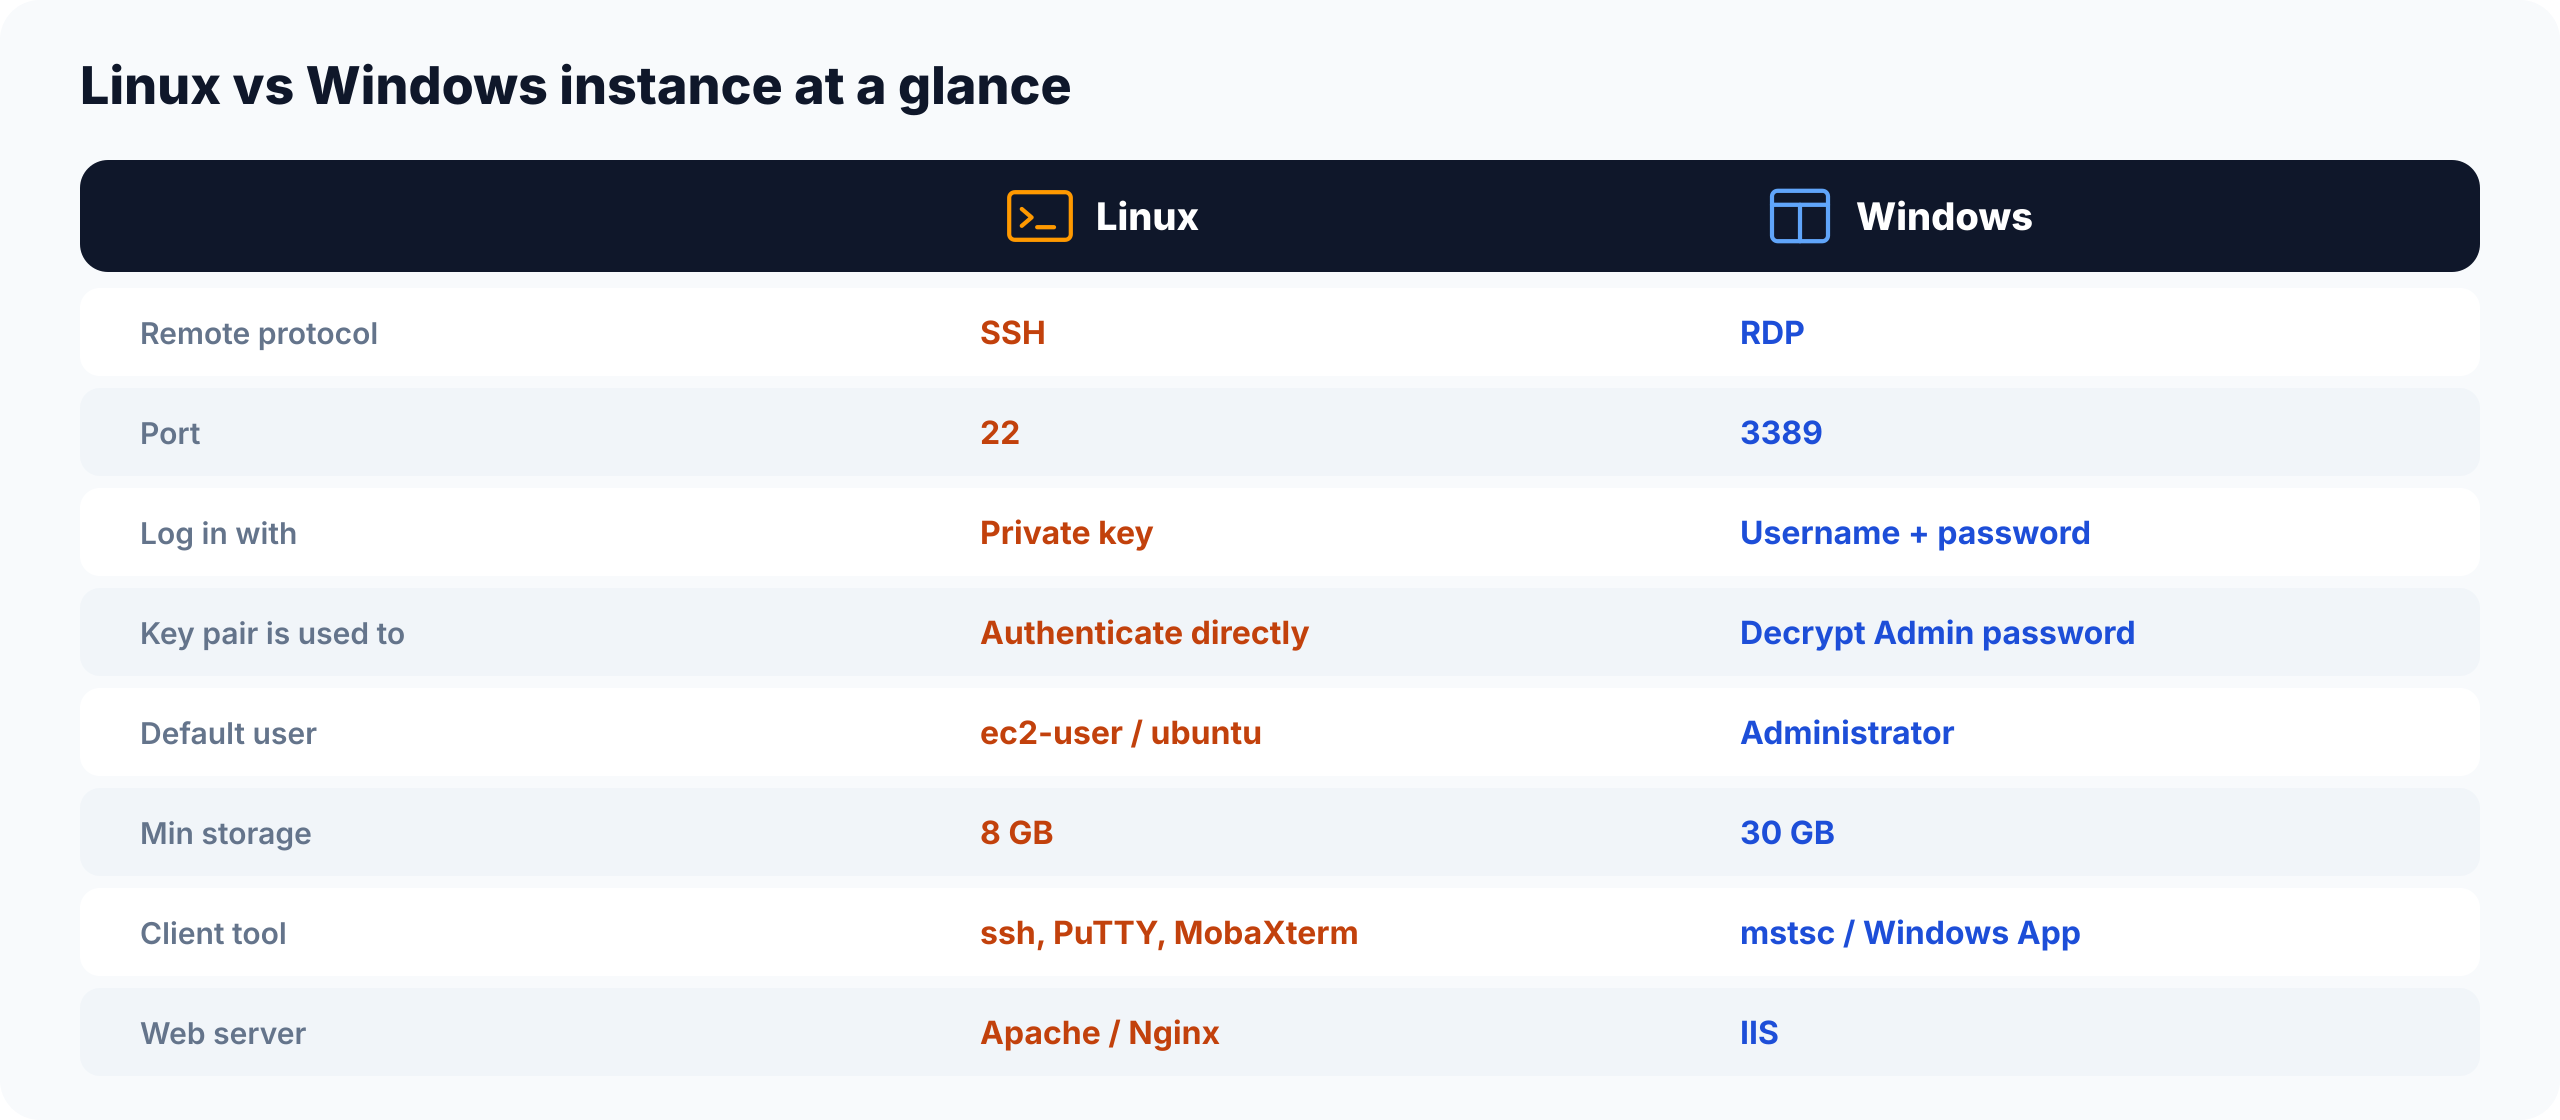 Linux vs Windows instance at a glance
Linux Windows
Remote protocol SSH RDP
Port 22 3389
Log in with Private key Username + password
Key pair is used to Authenticate directly Decrypt Admin password
Default user ec2-user / ubuntu Administrator
Min storage 8 GB 30 GB
Client tool ssh, PuTTY, MobaXterm mstsc / Windows App
Web server Apache / Nginx IIS